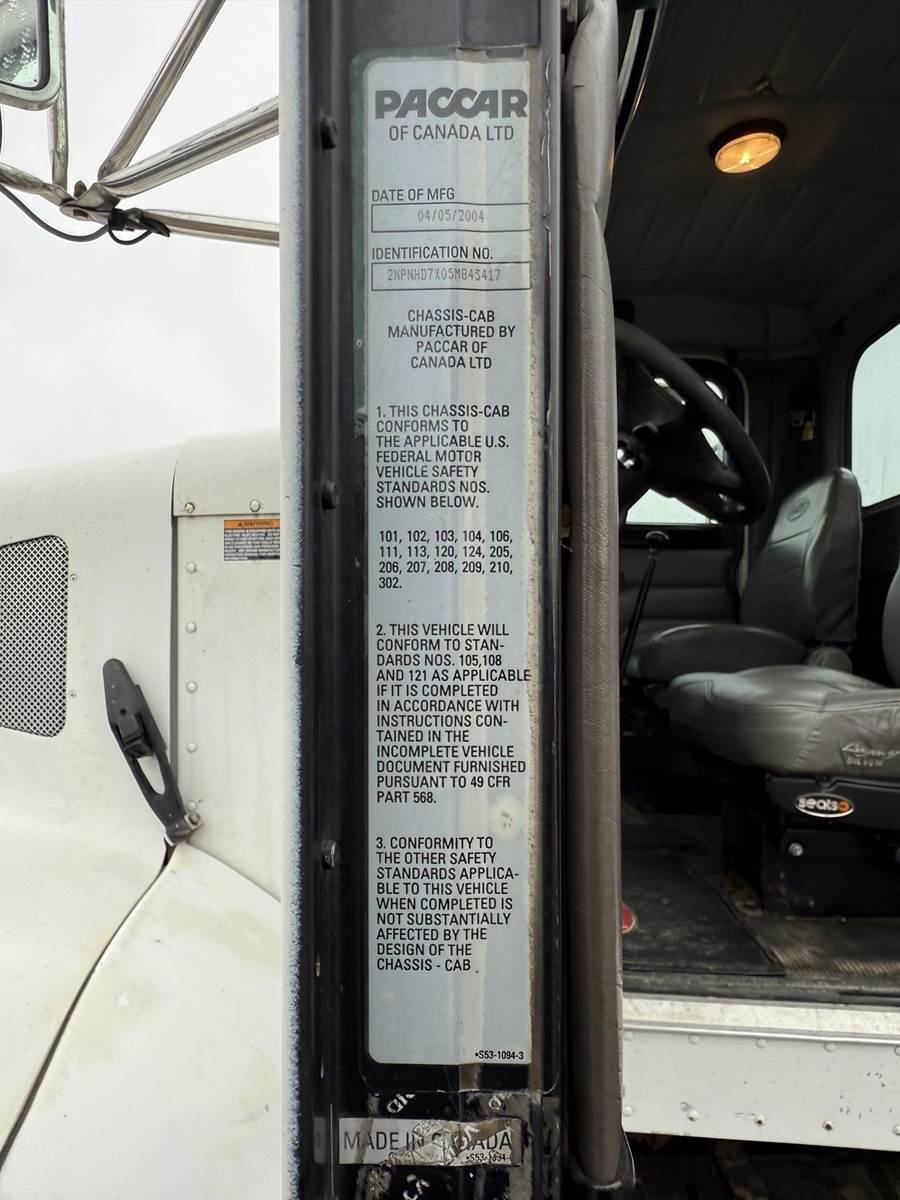 PACCAR
OF CANADA LTD
DATE OF MFG
04/05/2004
IDENTIFICATION NO.
2NPNHD7X05M843417
CHASSIS-CAB
MANUFACTURED BY
PACCAR OF
CANADA LTD
1. THIS CHASSIS-CAB
CONFORMS TO
THE APPLICABLE U.S.
FEDERAL MOTOR
VEHICLE SAFETY
STANDARDS NOS.
SHOWN BELOW.
101, 102, 103, 104, 106,
111, 113, 120, 124, 205,
206, 207, 208, 209, 210,
302.
2. THIS VEHICLE WILL
CONFORM TO STAN-
DARDS NOS. 105,108
AND 121 AS APPLICABLE
IF IT IS COMPLETED
IN ACCORDANCE WITH
INSTRUCTIONS CON-
TAINED IN THE
INCOMPLETE VEHICLE
DOCUMENT FURNISHED
PURSUANT TO 49 CFR
PART 568.
3. CONFORMITY TO
THE OTHER SAFETY
STANDARDS APPLICA-
BLE TO THIS VEHICLE
WHEN COMPLETED IS
NOT SUBSTANTIALLY
AFFECTED BY THE
DESIGN OF THE
CHASSIS - CAB
•S53-1094-3
MADE IN CANADA
WARNING
seats